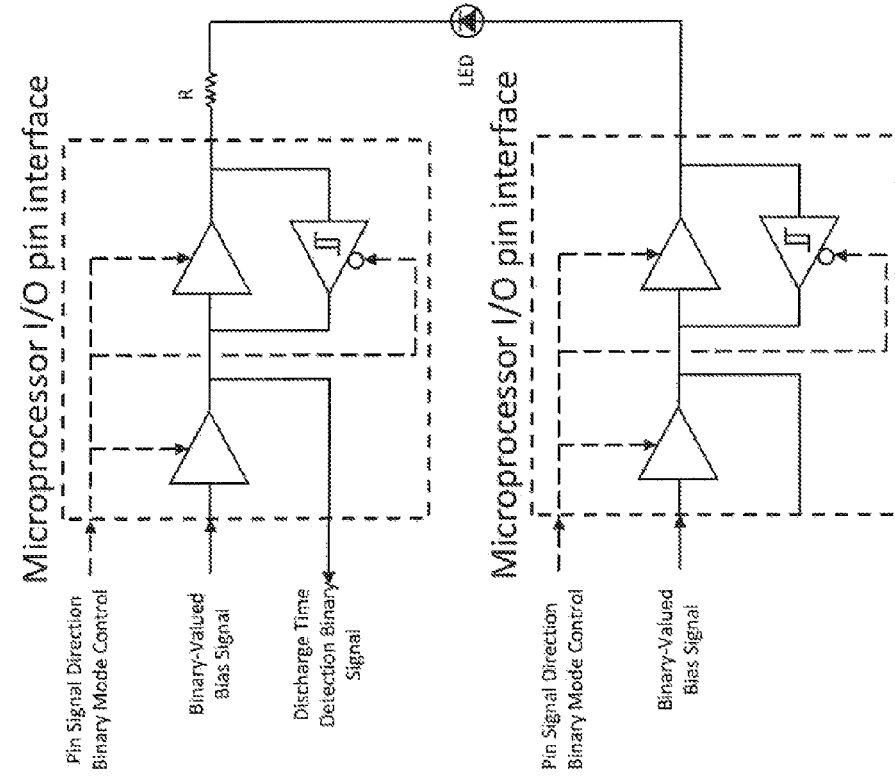 Microprocessor I/O pin interface
Pin Signal Direction
Binary Mode Control
Binary-Valued
Bias Signal
Discharge Time
Detection Binary
Signal
R
LED
Microprocessor I/O pin interface
Pin Signal Direction
Binary Mode Control
Binary-Valued
Bias Signal